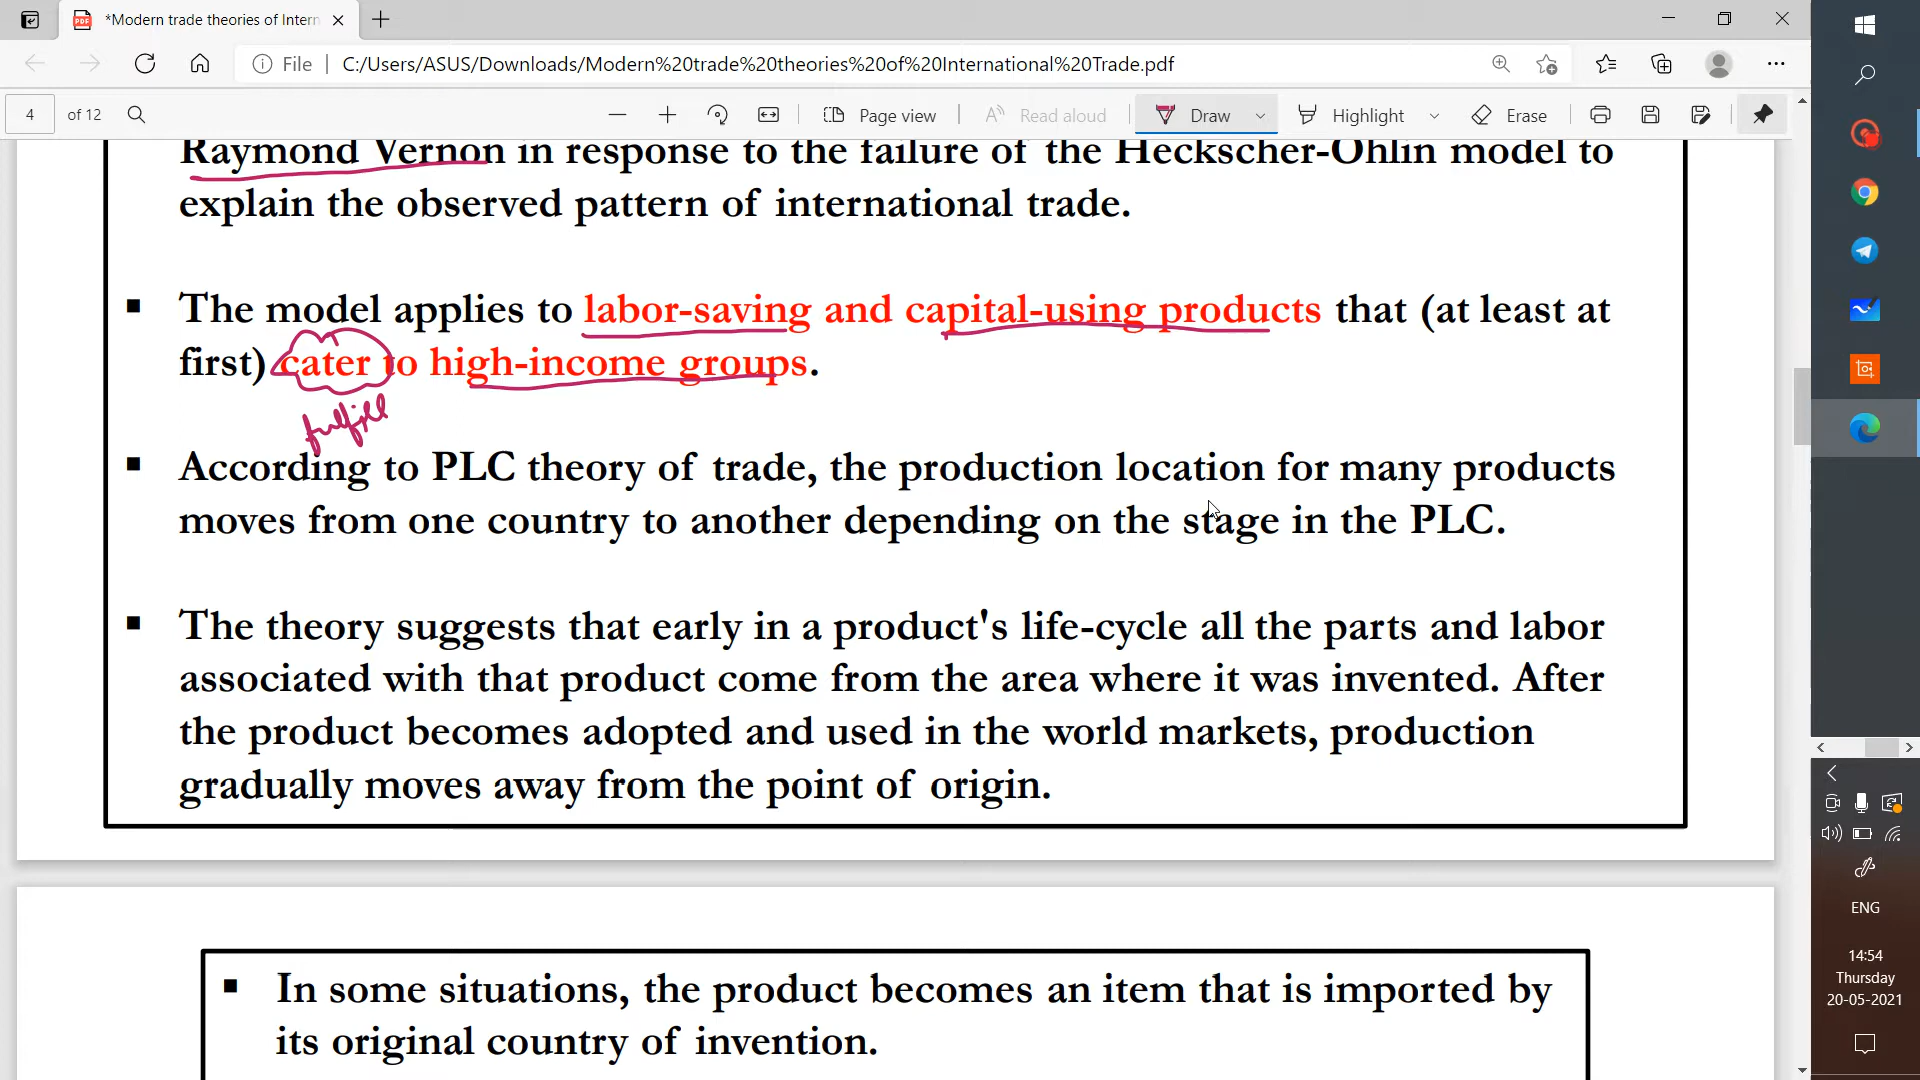 *Modern trade theories of Intern
File
C:/Users/ASUS/Downloads/Modern%20trade%20theories%20of%20International%20Trade.pdf
4 of 12
Page view
Read aloud
Draw
Highlight
Erase
Raymond Vernon in response to the failure of the Heckscher-Ohlin model to
explain the observed pattern of international trade.
▪ The model applies to labor-saving and capital-using products that (at least at
first) cater to high-income groups.
fulfill
▪ According to PLC theory of trade, the production location for many products
moves from one country to another depending on the stage in the PLC.
▪ The theory suggests that early in a product's life-cycle all the parts and labor
associated with that product come from the area where it was invented. After
the product becomes adopted and used in the world markets, production
gradually moves away from the point of origin.
▪ In some situations, the product becomes an item that is imported by
its original country of invention.
ENG
14:54
Thursday
20-05-2021